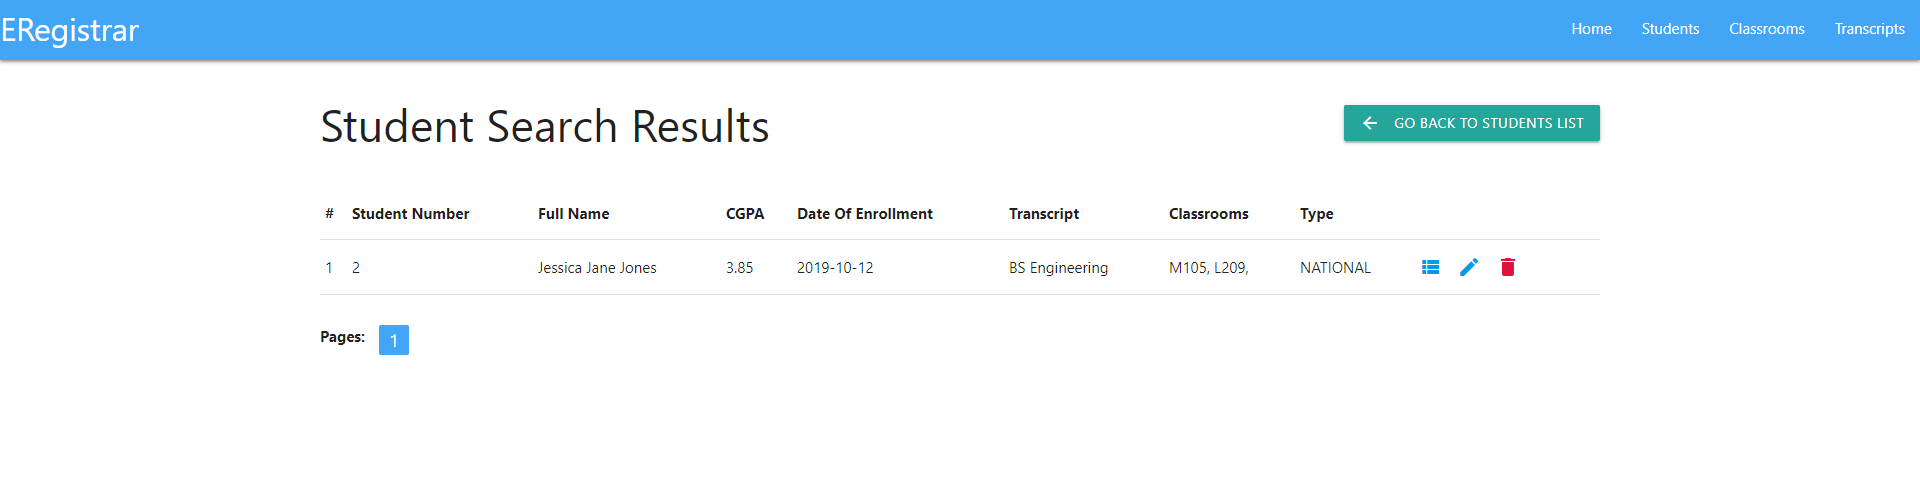 ERegistrar Home Students Classrooms Transcripts
Student Search Results
GO BACK TO STUDENTS LIST
# Student Number Full Name CGPA Date Of Enrollment Transcript Classrooms Type
1 2 Jessica Jane Jones 3.85 2019-10-12 BS Engineering M105, L209, NATIONAL
Pages: 1